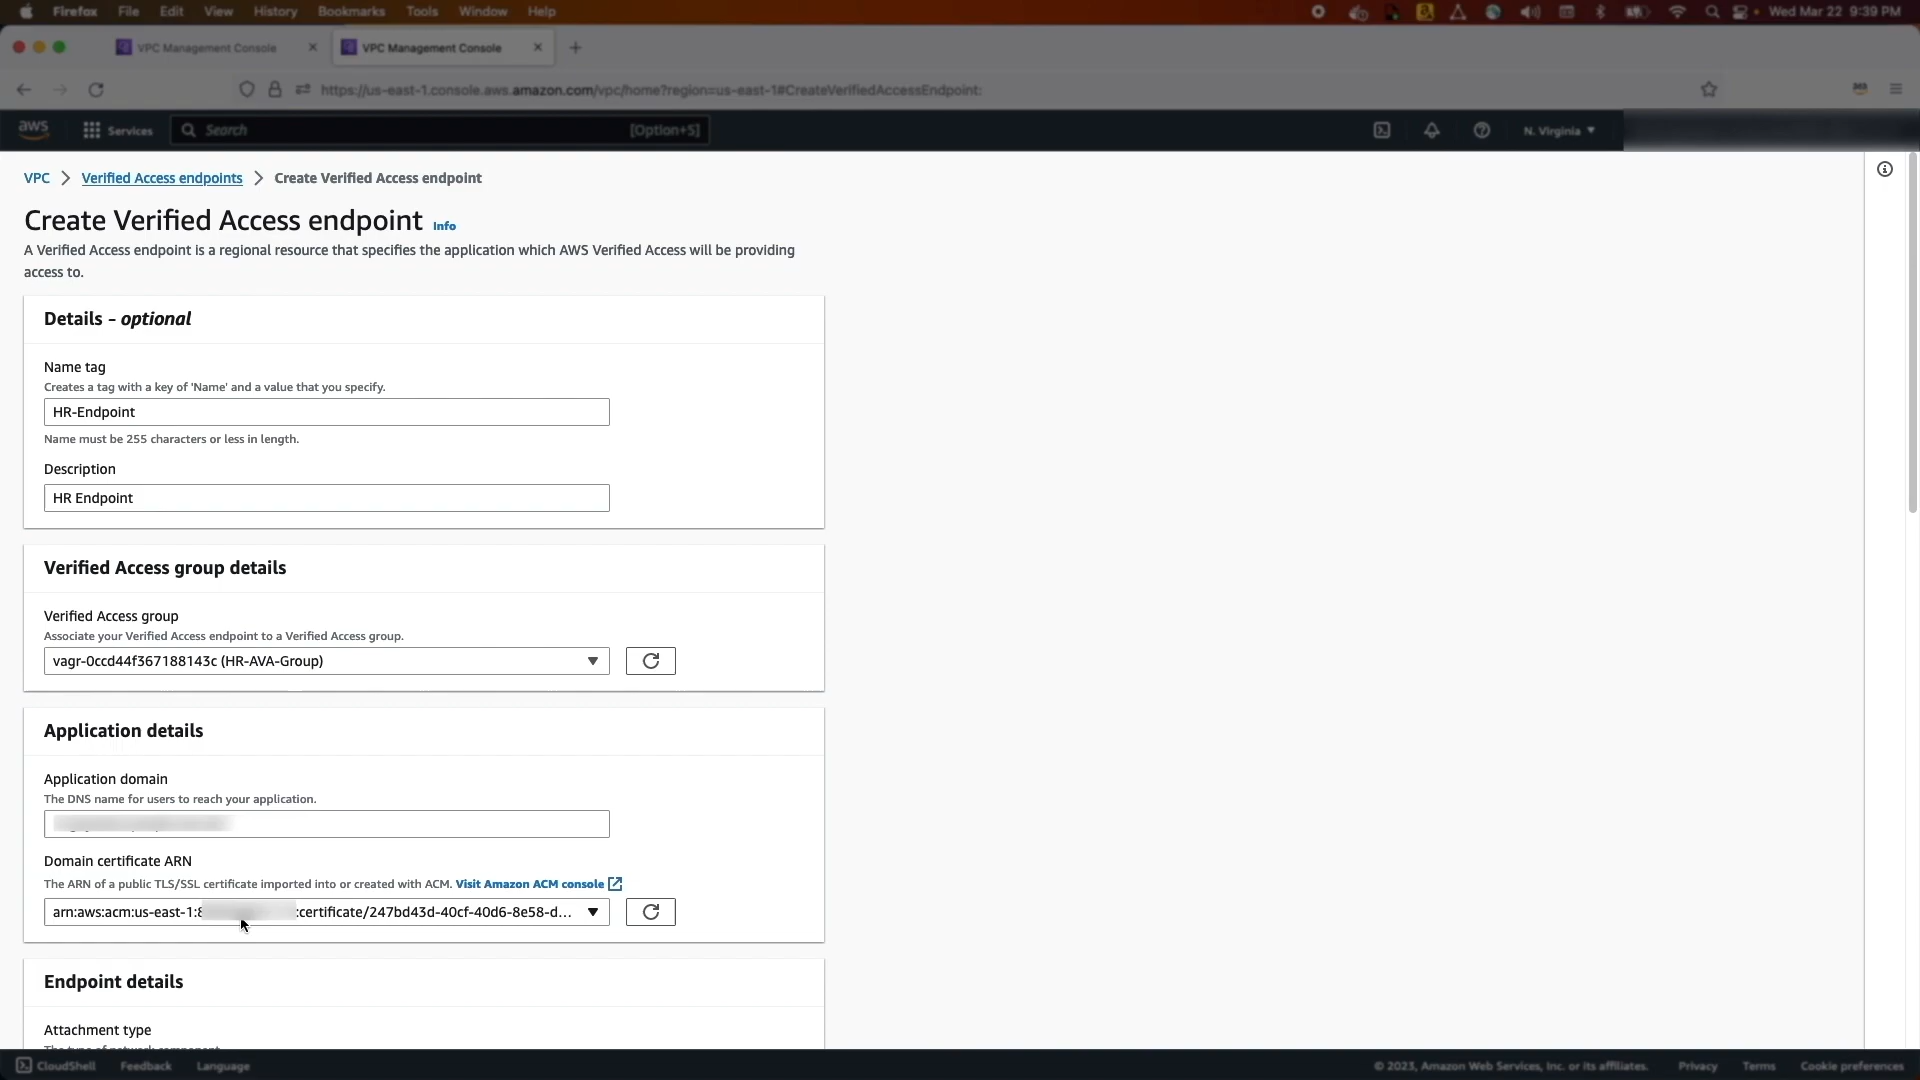 Firefox File Edit View History Bookmarks Tools Window Help Wed Mar 22 9:39 PM
VPC Management Console VPC Management Console
https://us-east-1.console.aws.amazon.com/vpc/home?region=us-east-1#CreateVerifiedAccessEndpoint:
aws Services Search [Option+S] N. Virginia
VPC Verified Access endpoints Create Verified Access endpoint
Create Verified Access endpoint Info
A Verified Access endpoint is a regional resource that specifies the application which AWS Verified Access will be providing
access to.
Details - optional
Name tag
Creates a tag with a key of 'Name' and a value that you specify.
HR-Endpoint
Name must be 255 characters or less in length.
Description
HR Endpoint
Verified Access group details
Verified Access group
Associate your Verified Access endpoint to a Verified Access group.
vagr-0ccd44f367188143c (HR-AVA-Group)
Application details
Application domain
The DNS name for users to reach your application.
Domain certificate ARN
The ARN of a public TLS/SSL certificate imported into or created with ACM. Visit Amazon ACM console
arn:aws:acm:us-east-1:8 :certificate/247bd43d-40cf-40d6-8e58-d...
Endpoint details
Attachment type
CloudShell Feedback Language © 2023, Amazon Web Services, Inc. or its affiliates. Privacy Terms Cookie preferences